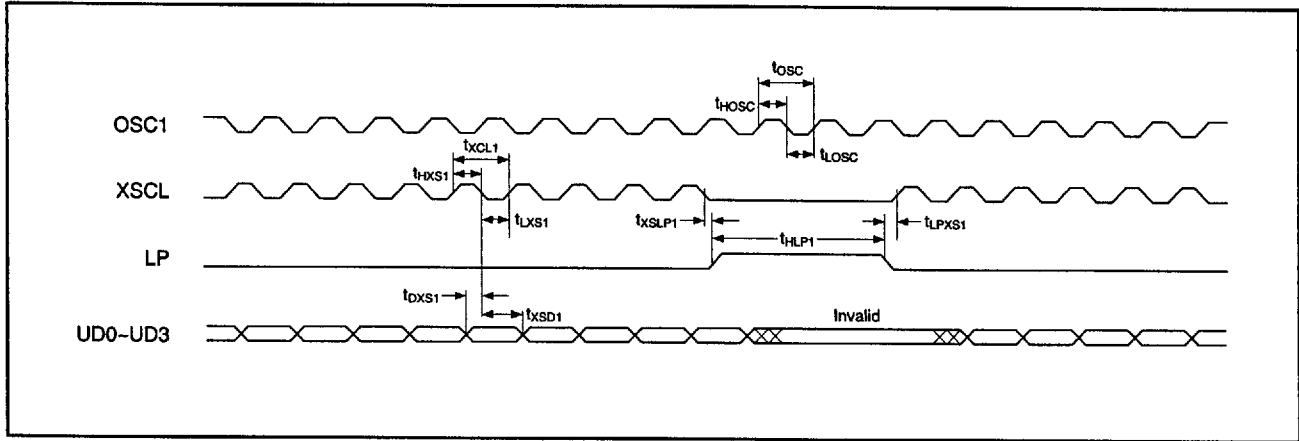 tOSC
tHOSC
OSC1
tLOSC
tXCL1
tHXS1
XSCL
tLXS1
tXSLP1
tLPXS1
tHLP1
LP
tDXS1
tXSD1
Invalid
UD0~UD3